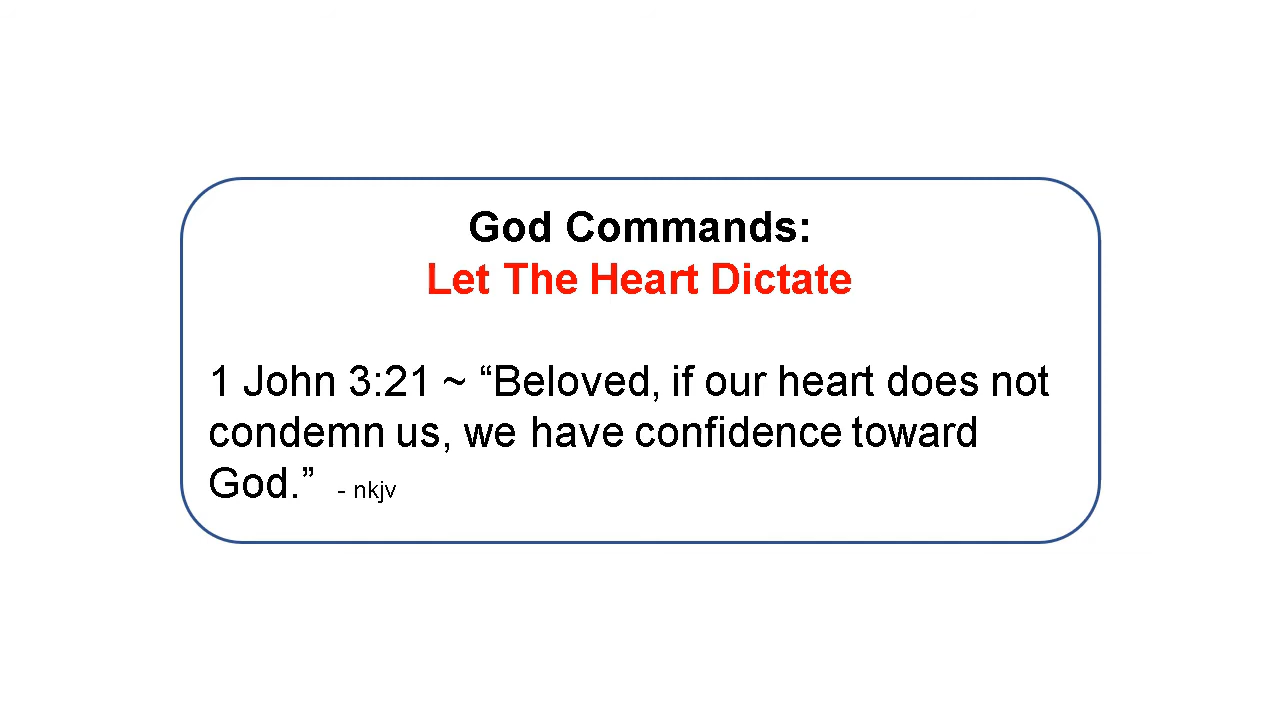 God Commands:
Let The Heart Dictate
1 John 3:21 ~ “Beloved, if our heart does not
condemn us, we have confidence toward
God.” - nkjv